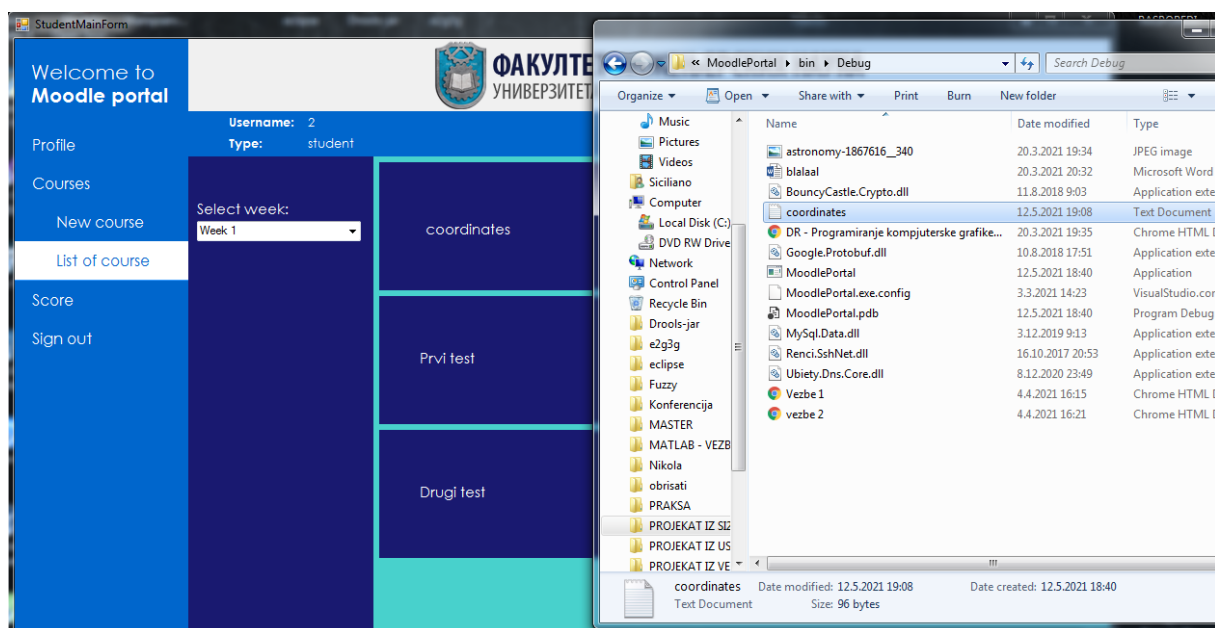 StudentMainForm
Welcome to
Moodle portal
Profile
Courses
New course
List of course
Score
Sign out
ФАКУЛТЕ
УНИВЕРЗИТЕТА
Username: 2
Type: student
Select week:
Week 1
coordinates
Prvi test
Drugi test
« MoodlePortal ▸ bin ▸ Debug
Search Debug
Organize Open Share with Print Burn New folder
Music
Pictures
Videos
Siciliano
Computer
Local Disk (C:)
DVD RW Drive
Network
Control Panel
Recycle Bin
Drools-jar
e2g3g
eclipse
Fuzzy
Konferencija
MASTER
MATLAB - VEZB
Nikola
obrisati
PRAKSA
PROJEKAT IZ SIZ
PROJEKAT IZ US
PROJEKAT IZ VE
Name Date modified Type
astronomy-1867616__340 20.3.2021 19:34 JPEG image
blalaal 20.3.2021 20:32 Microsoft Word
BouncyCastle.Crypto.dll 11.8.2018 9:03 Application exte
coordinates 12.5.2021 19:08 Text Document
DR - Programiranje kompjuterske grafike... 20.3.2021 19:35 Chrome HTML D
Google.Protobuf.dll 10.8.2018 17:51 Application exte
MoodlePortal 12.5.2021 18:40 Application
MoodlePortal.exe.config 3.3.2021 14:23 VisualStudio.cor
MoodlePortal.pdb 12.5.2021 18:40 Program Debug
MySql.Data.dll 3.12.2019 9:13 Application exte
Renci.SshNet.dll 16.10.2017 20:53 Application exte
Ubiety.Dns.Core.dll 8.12.2020 23:49 Application exte
Vezbe 1 4.4.2021 16:15 Chrome HTML D
vezbe 2 4.4.2021 16:21 Chrome HTML D
coordinates Date modified: 12.5.2021 19:08 Date created: 12.5.2021 18:40
Text Document Size: 96 bytes